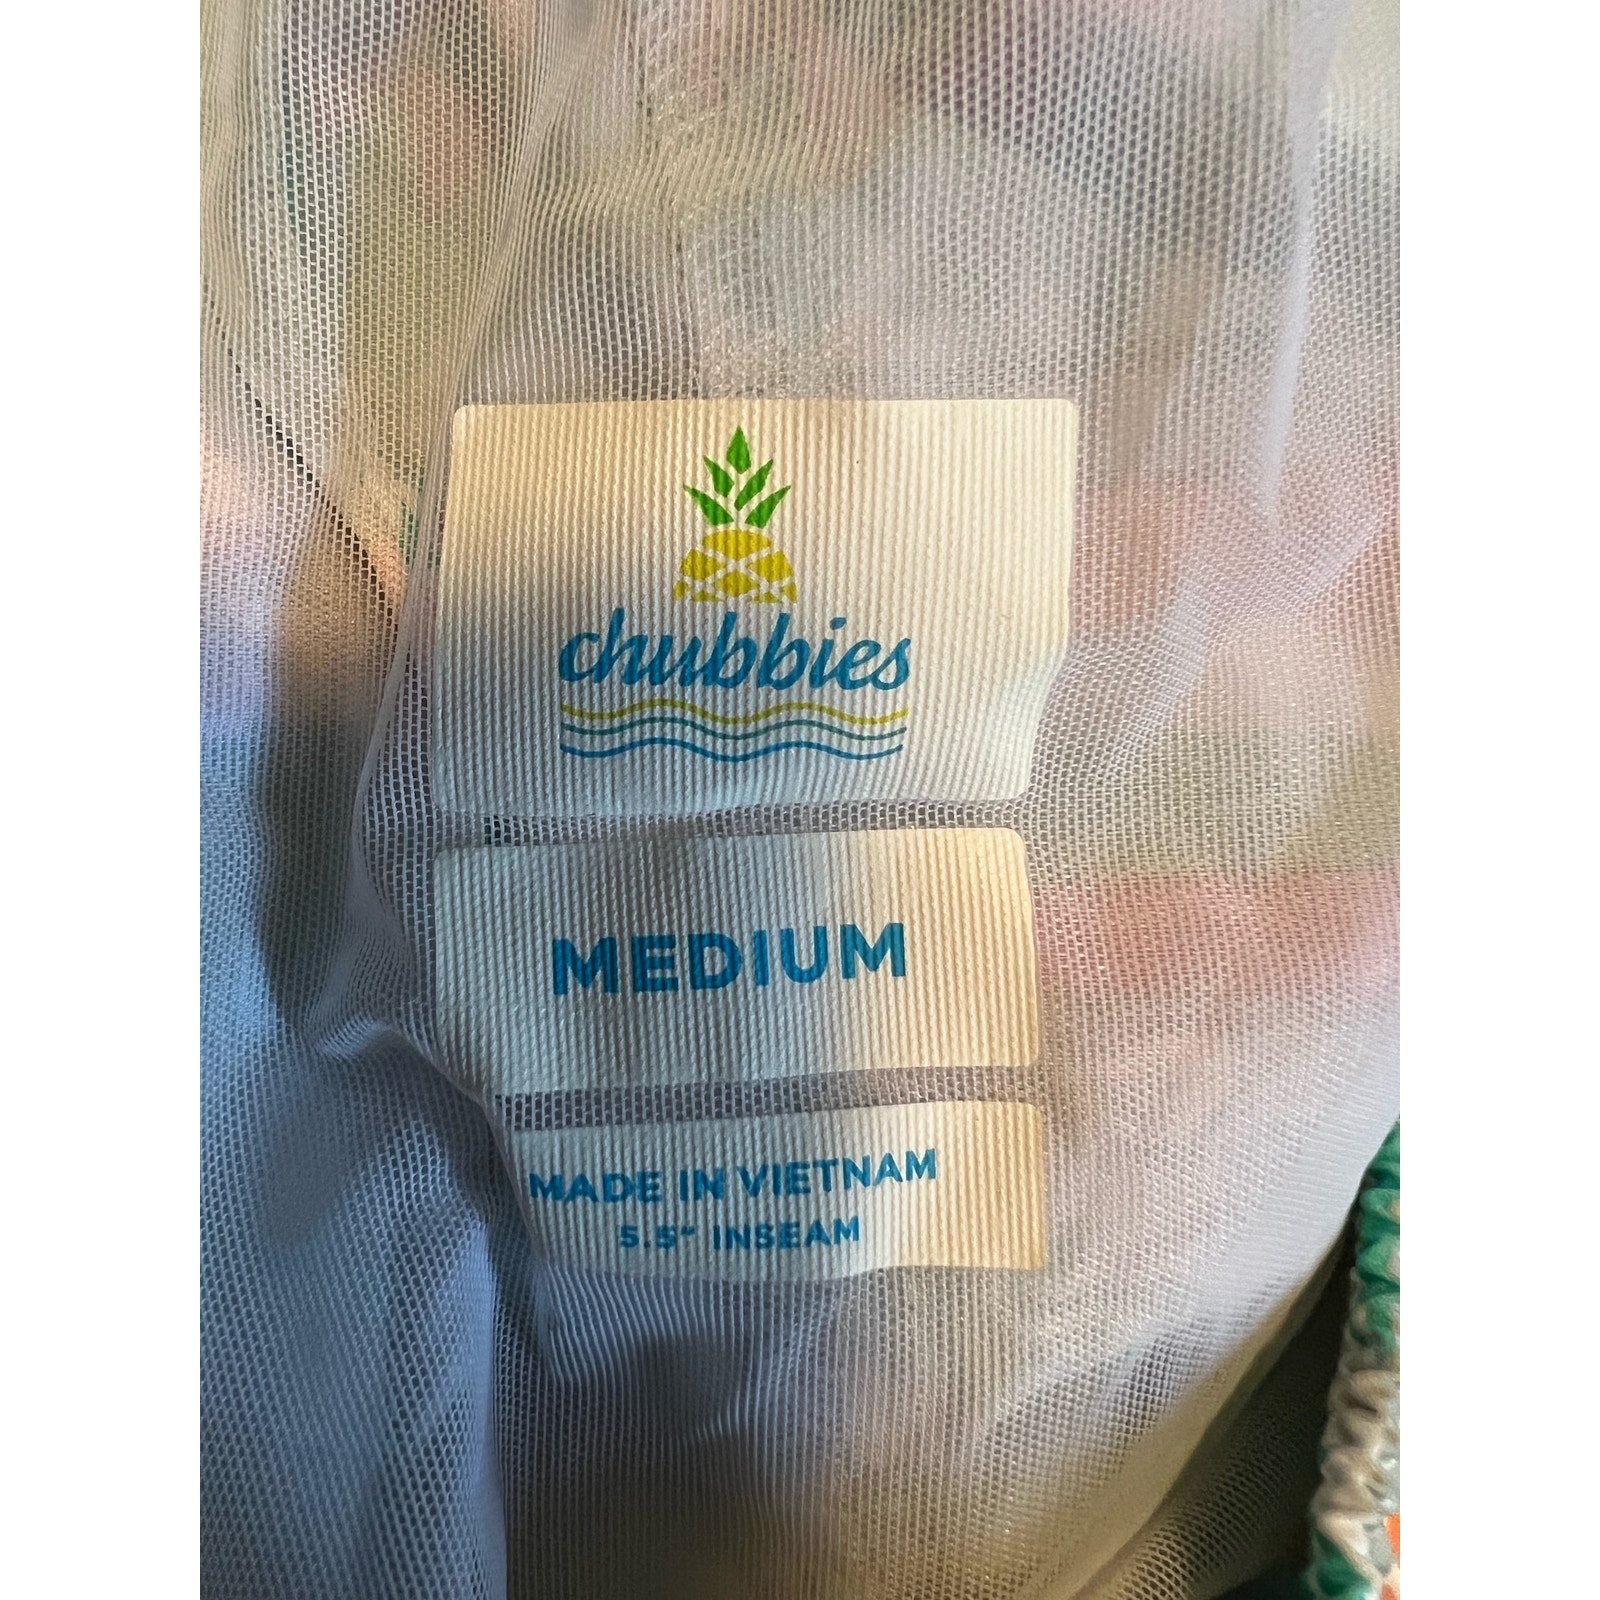 chubbies
MEDIUM
MADE IN VIETNAM
5.5" INSEAM